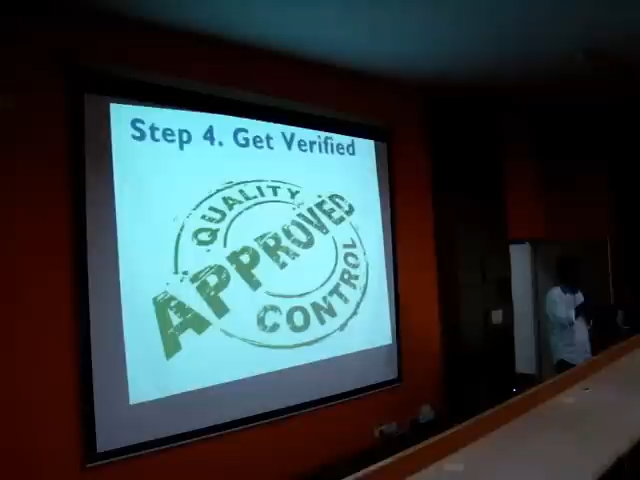 Step 4. Get Verified
QUALITY
APPROVED
CONTROL